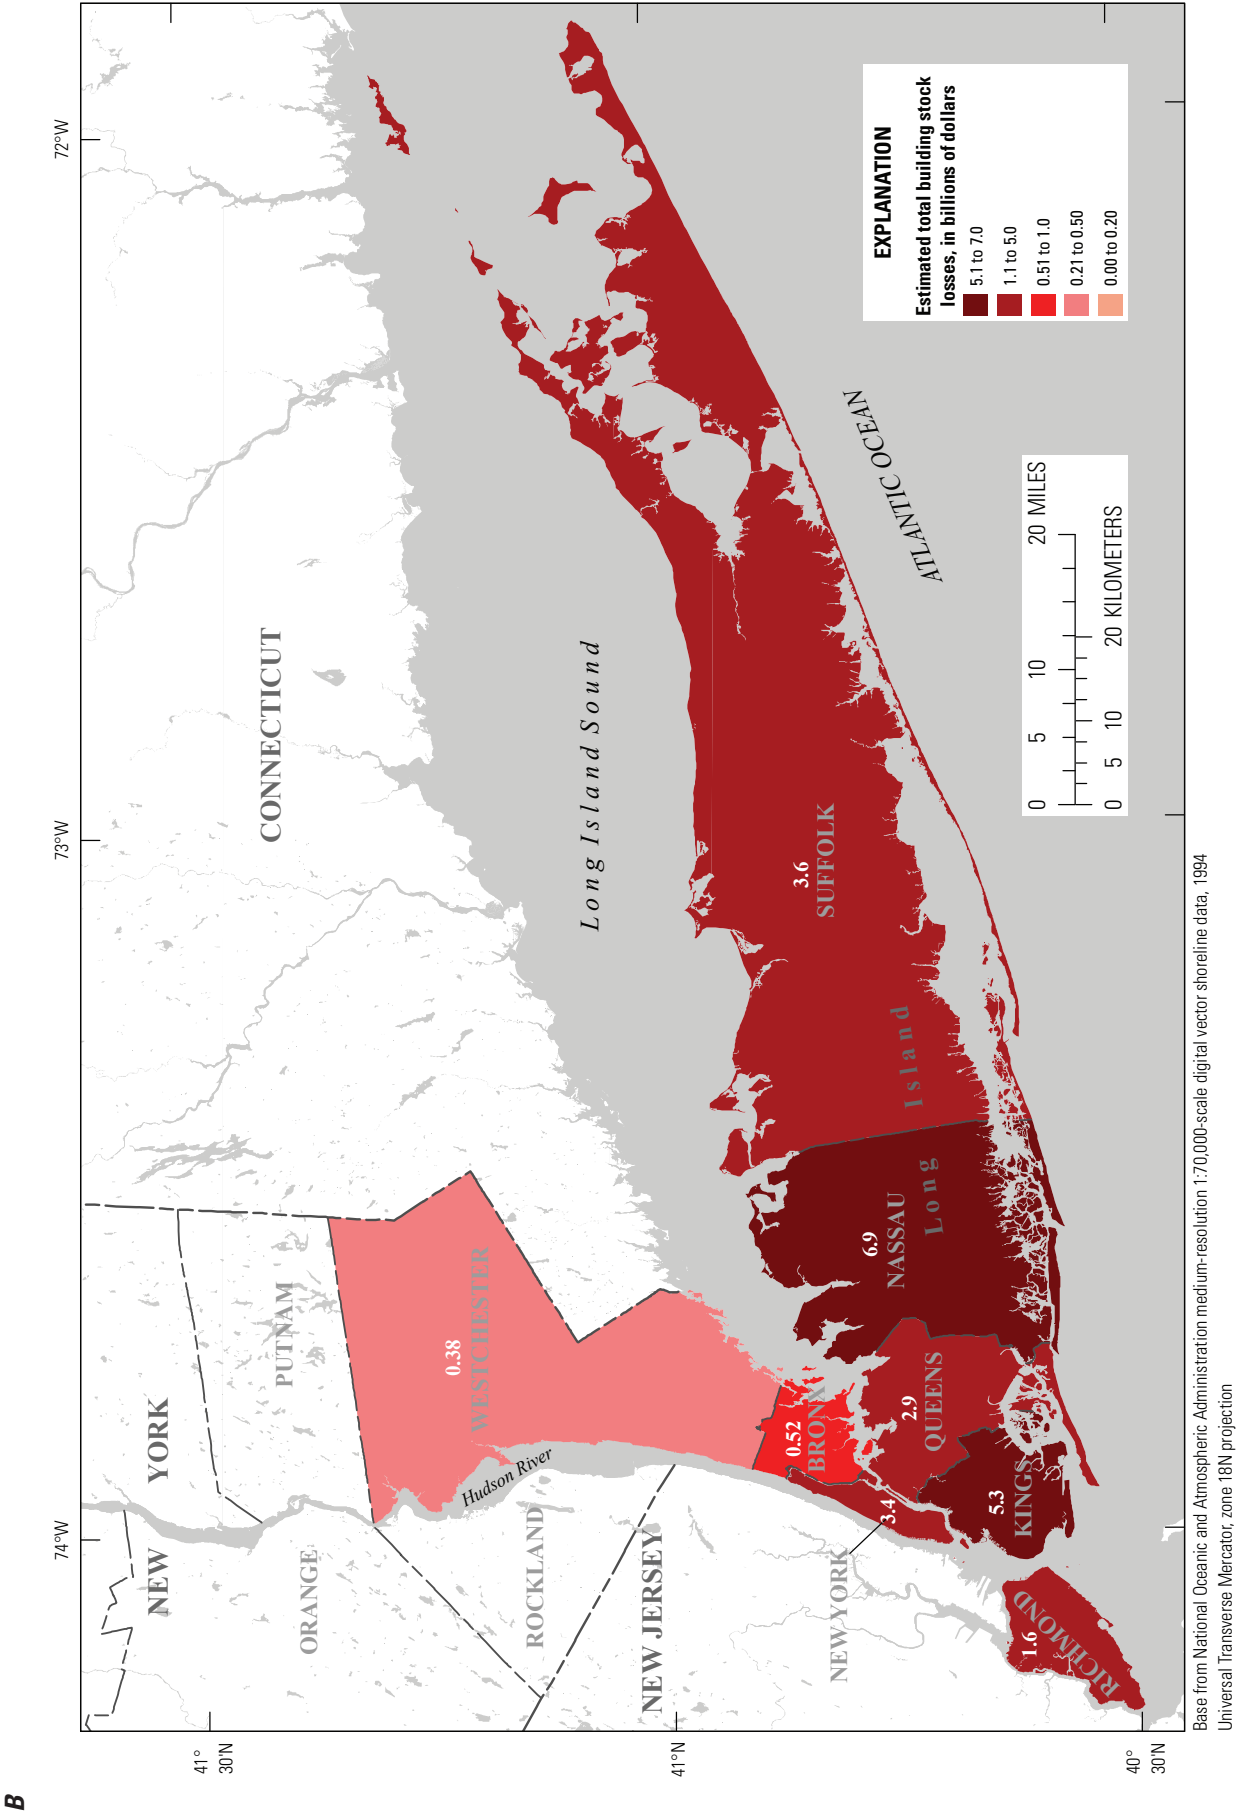 B
72°W
73°W
74°W
41°
30'N
41°N
40°
30'N
CONNECTICUT
NEW YORK
PUTNAM
ORANGE
WESTCHESTER
0.38
Hudson River
ROCKLAND
NEW JERSEY
Long Island Sound
0.52
BRONX
NEW YORK
3.4
2.9
QUEENS
5.3
KINGS
1.6
RICHMOND
6.9
NASSAU
3.6
SUFFOLK
Long Island
ATLANTIC OCEAN
0 5 10 20 MILES
0 5 10 20 KILOMETERS
EXPLANATION
Estimated total building stock
losses, in billions of dollars
5.1 to 7.0
1.1 to 5.0
0.51 to 1.0
0.21 to 0.50
0.00 to 0.20
Base from National Oceanic and Atmospheric Administration medium-resolution 1:70,000-scale digital vector shoreline data, 1994
Universal Transverse Mercator, zone 18N projection